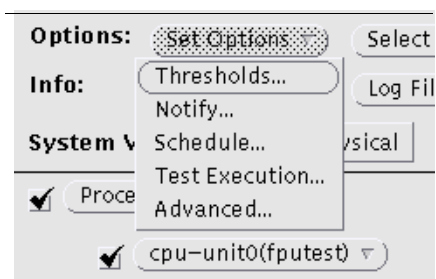 Options: Set Options Select
Thresholds...
Info: Log Fil
Notify...
System V Schedule... ysical
Test Execution...
Proce
Advanced...
cpu-unit0(fputest)